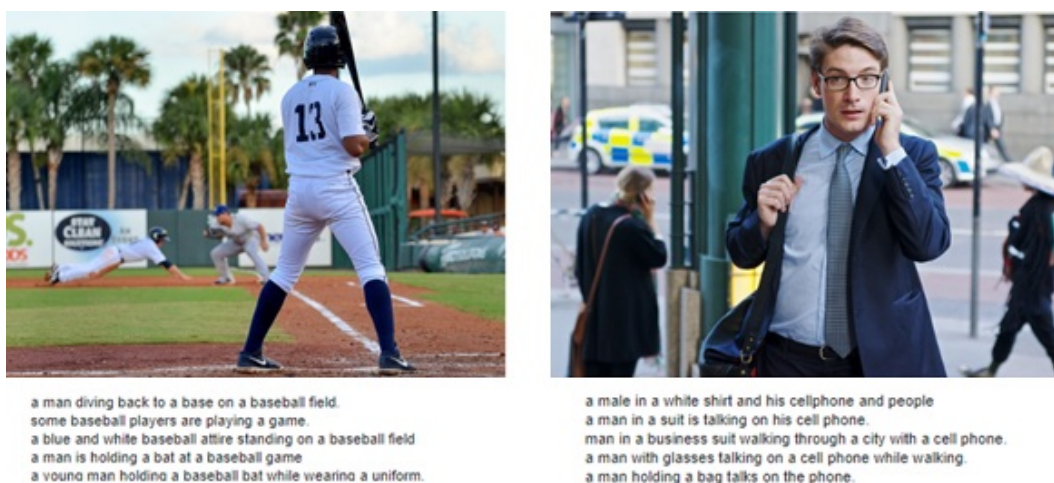 13
S.
STAY
CLEAN
SOLUTIONS
a man diving back to a base on a baseball field.
some baseball players are playing a game.
a blue and white baseball attire standing on a baseball field
a man is holding a bat at a baseball game
a young man holding a baseball bat while wearing a uniform.
a male in a white shirt and his cellphone and people
a man in a suit is talking on his cell phone.
man in a business suit walking through a city with a cell phone.
a man with glasses talking on a cell phone while walking.
a man holding a bag talks on the phone.